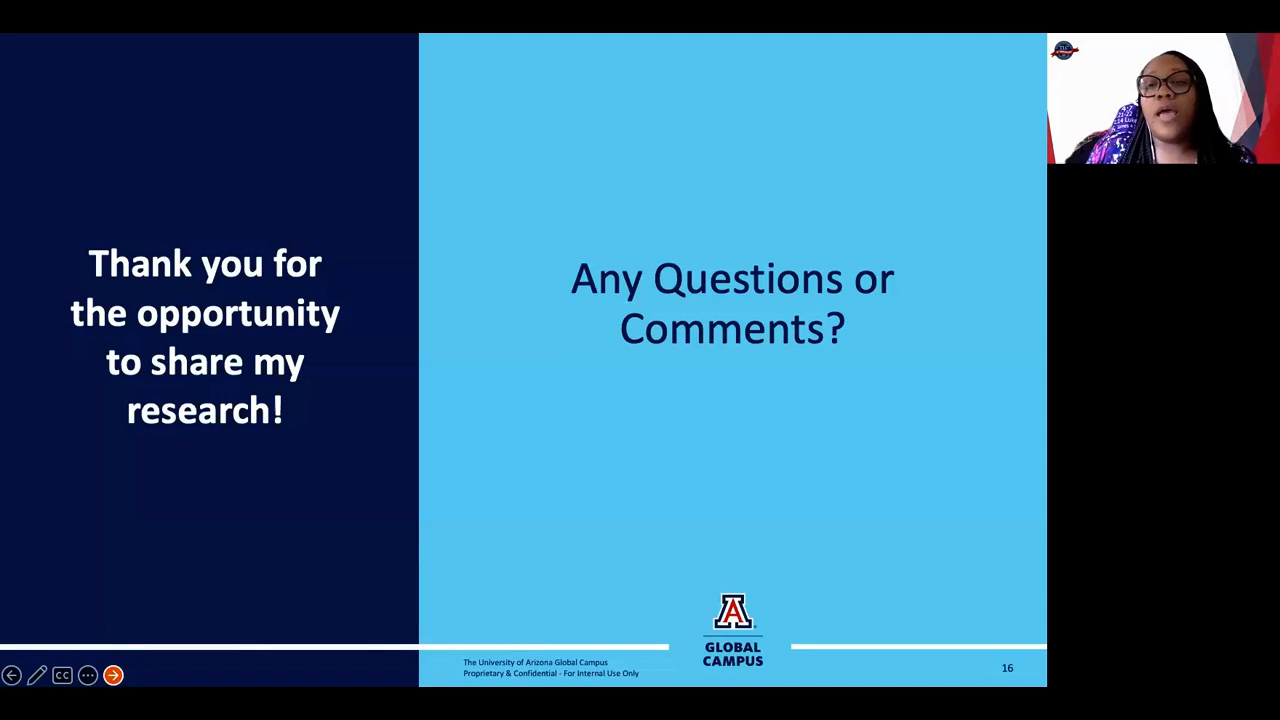 Thank you for
the opportunity
to share my
research!
Any Questions or
Comments?
A
GLOBAL
CAMPUS
The University of Arizona Global Campus
Proprietary & Confidential - For Internal Use Only
16
CC